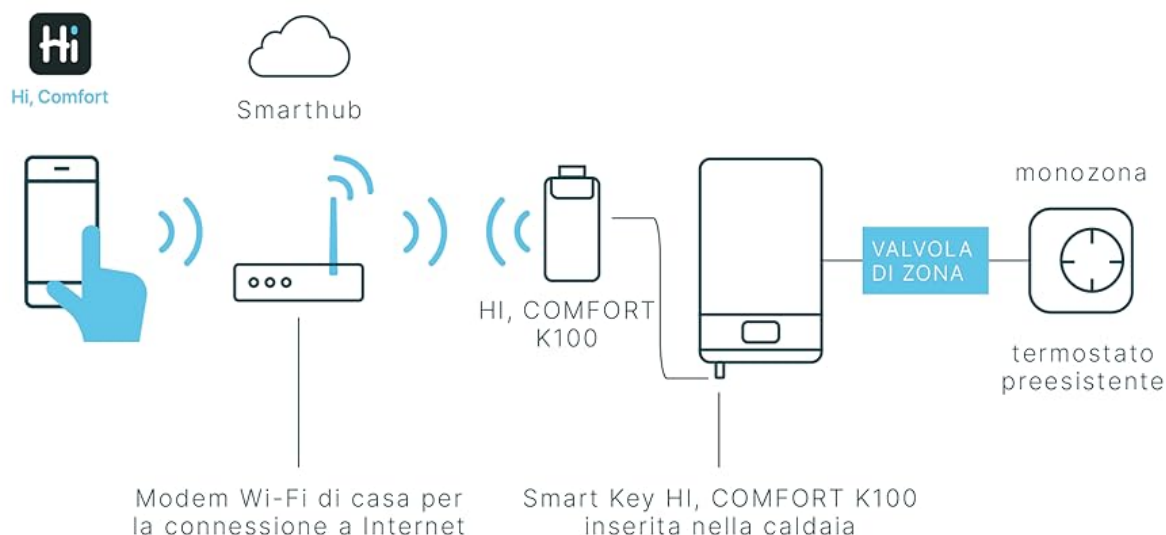 Hi
Hi, Comfort
Smarthub
monozona
VALVOLA
DI ZONA
HI, COMFORT
K100
termostato
preesistente
Modem Wi-Fi di casa per
la connessione a Internet
Smart Key HI, COMFORT K100
inserita nella caldaia